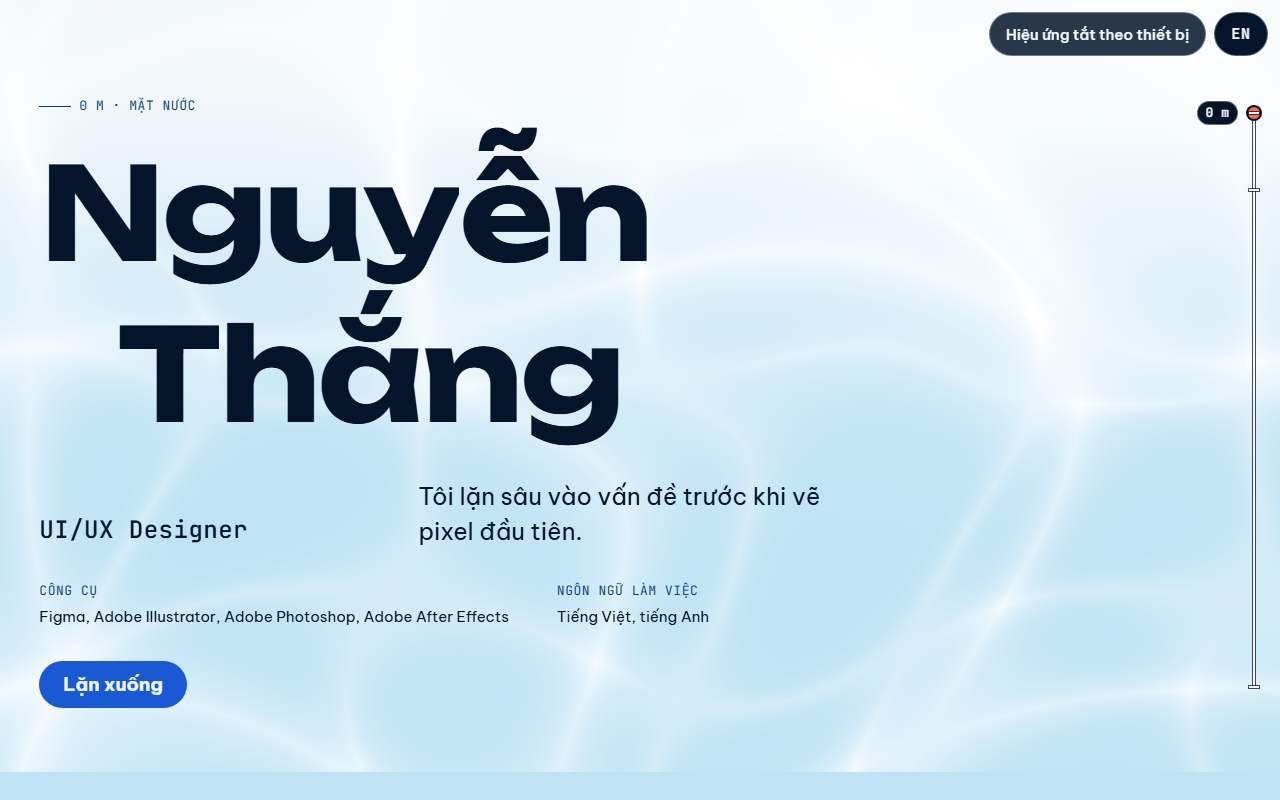 Hiệu ứng tắt theo thiết bị
EN
0 M · MẶT NƯỚC
0 m
Nguyễn
Thắng
Tôi lặn sâu vào vấn đề trước khi vẽ
pixel đầu tiên.
UI/UX Designer
CÔNG CỤ
Figma, Adobe Illustrator, Adobe Photoshop, Adobe After Effects
NGÔN NGỮ LÀM VIỆC
Tiếng Việt, tiếng Anh
Lặn xuống